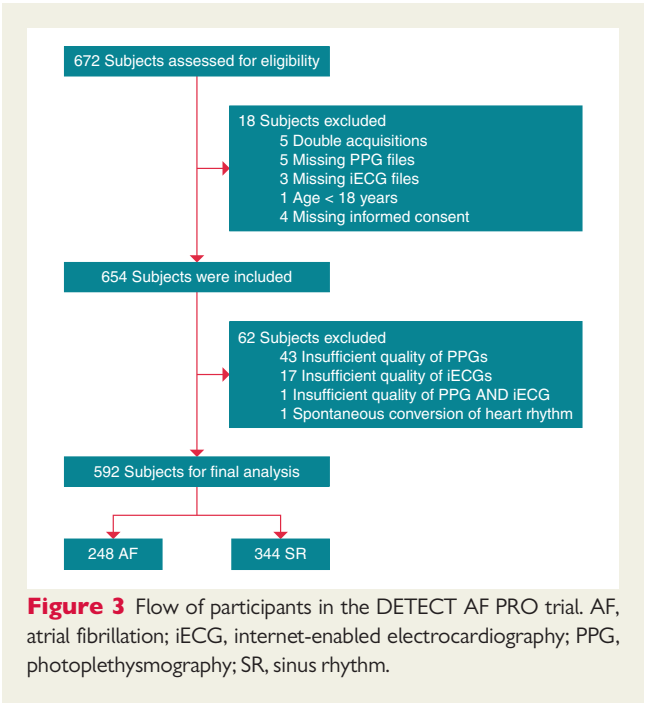 672 Subjects assessed for eligibility
18 Subjects excluded
5 Double acquisitions
5 Missing PPG files
3 Missing iECG files
1 Age < 18 years
4 Missing informed consent
654 Subjects were included
62 Subjects excluded
43 Insufficient quality of PPGs
17 Insufficient quality of iECGs
1 Insufficient quality of PPG AND iECG
1 Spontaneous conversion of heart rhythm
592 Subjects for final analysis
248 AF
344 SR
Figure 3 Flow of participants in the DETECT AF PRO trial. AF,
atrial fibrillation; iECG, internet-enabled electrocardiography; PPG,
photoplethysmography; SR, sinus rhythm.